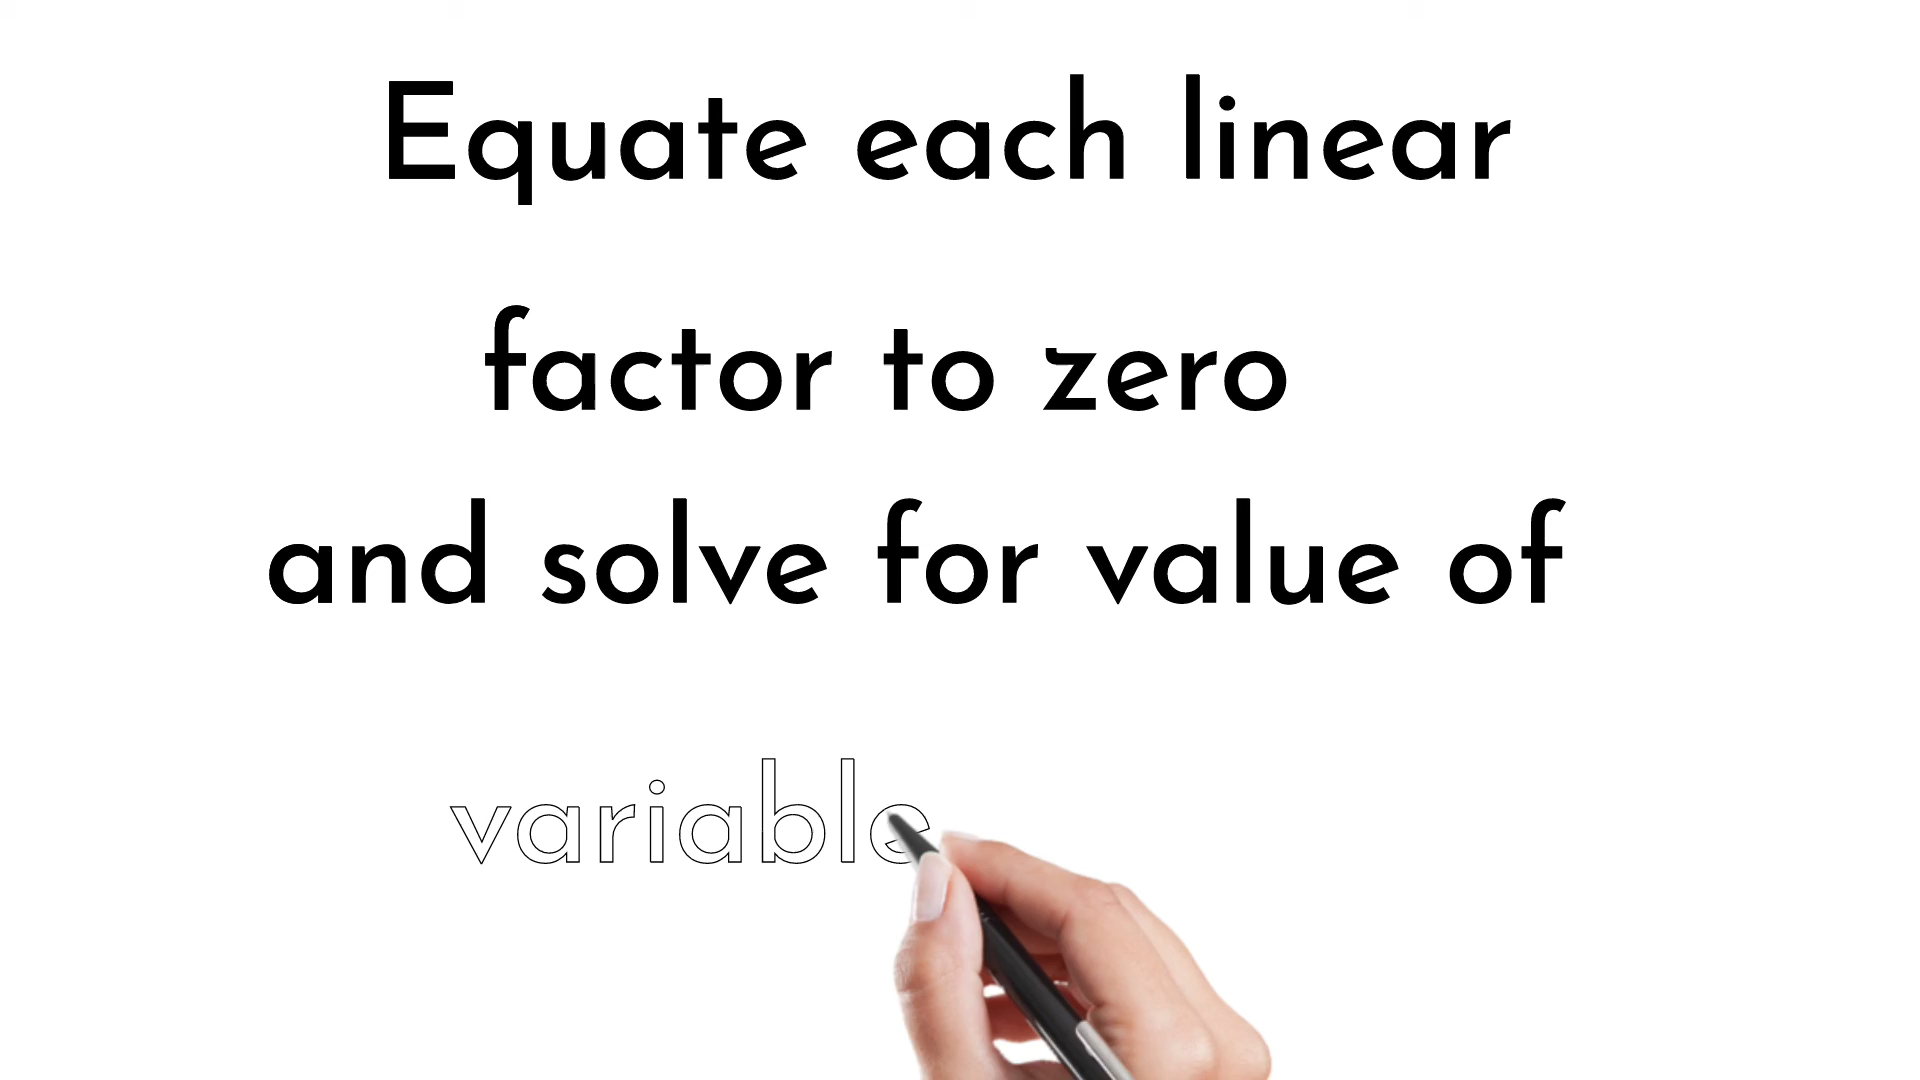 Equate each linear
factor to zero
and solve for value of
variable